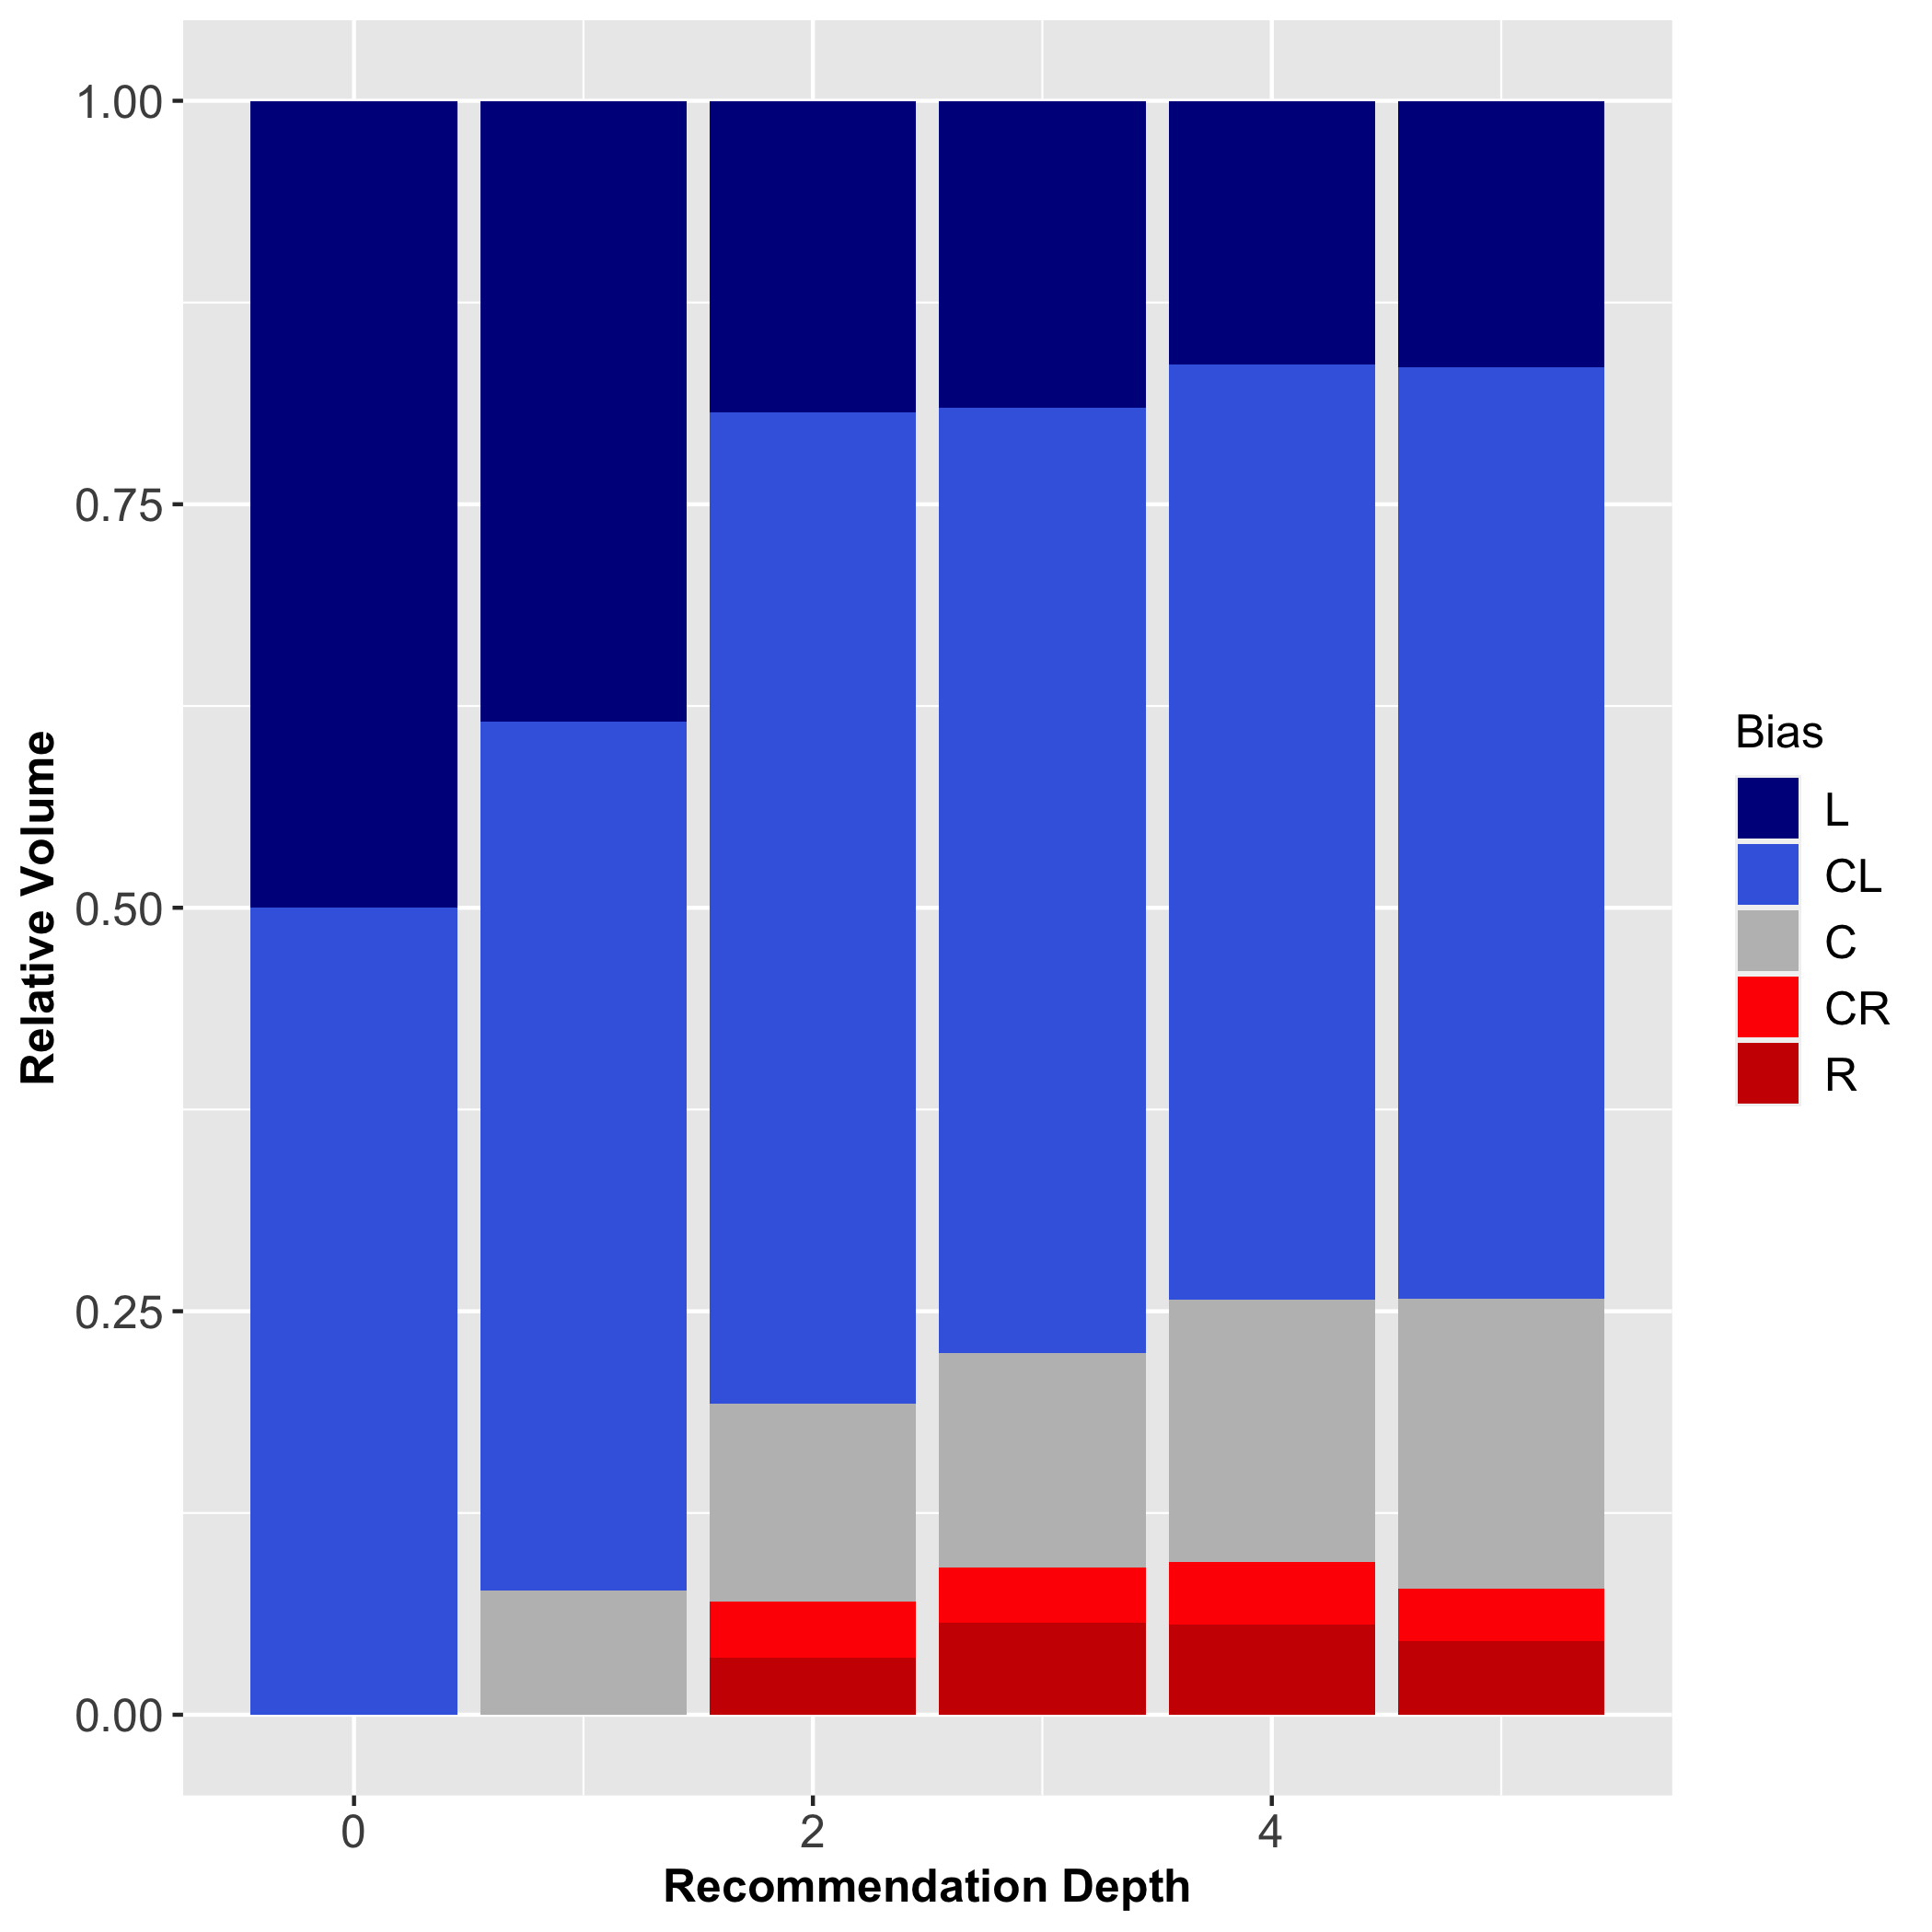 1.00
0.75
0.50
0.25
0.00
Relative Volume
0 2 4
Recommendation Depth
Bias
L
CL
C
CR
R